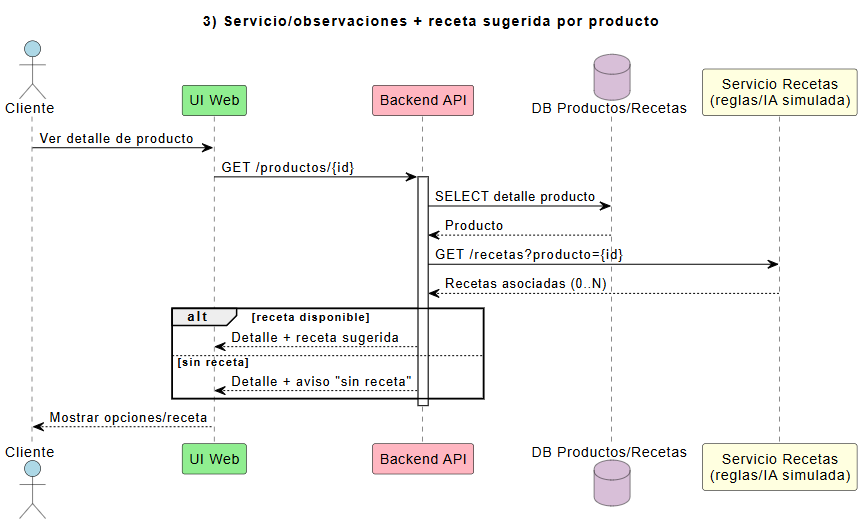 3) Servicio/observaciones + receta sugerida por producto
Cliente
UI Web
Backend API
DB Productos/Recetas
Servicio Recetas
(reglas/IA simulada)
Ver detalle de producto
GET /productos/{id}
SELECT detalle producto
Producto
GET /recetas?producto={id}
Recetas asociadas (0..N)
alt
[receta disponible]
Detalle + receta sugerida
[sin receta]
Detalle + aviso "sin receta"
Mostrar opciones/receta
Cliente
UI Web
Backend API
DB Productos/Recetas
Servicio Recetas
(reglas/IA simulada)